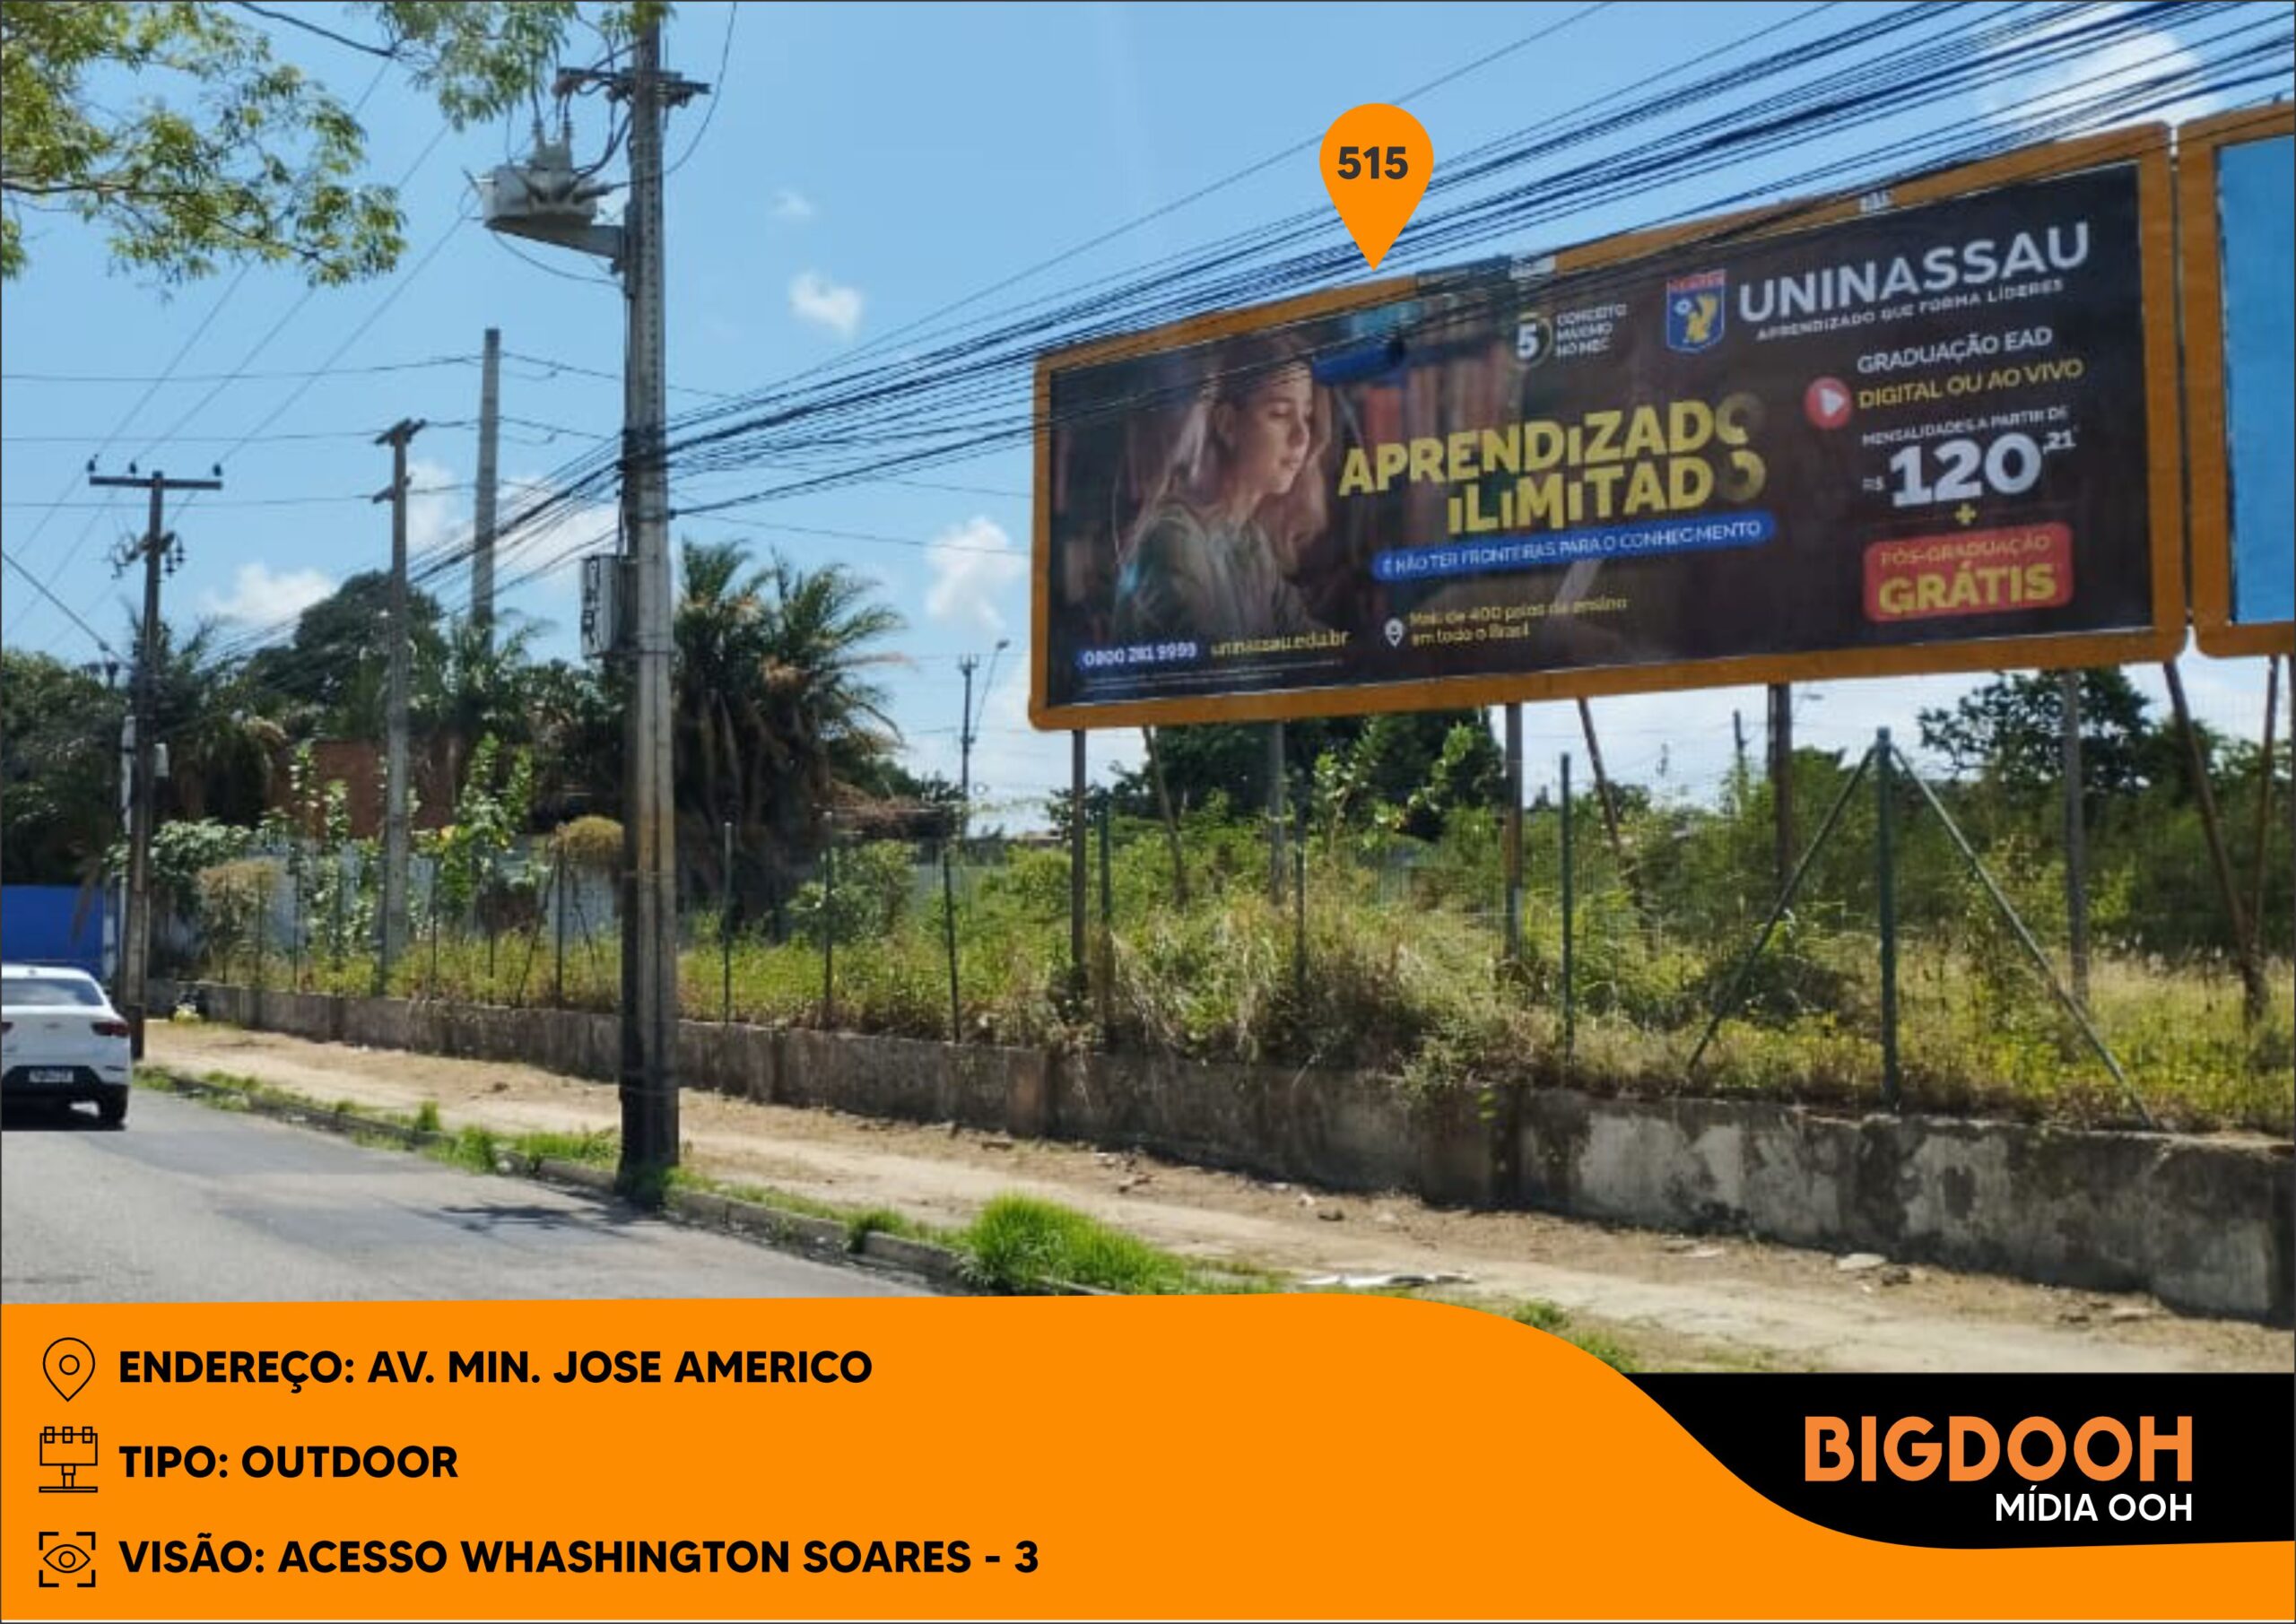 515
5
CONCEITO
MÁXIMO
NO MEC
UNINASSAU
APRENDIZADO QUE FORMA LÍDERES
GRADUAÇÃO EAD
DIGITAL OU AO VIVO
MENSALIDADES A PARTIR DE
R$ 120,21
+
PÓS-GRADUAÇÃO
GRÁTIS
APRENDIZADO
ILIMITADO
É NÃO TER FRONTEIRAS PARA O CONHECIMENTO
Mais de 400 polos de ensino
em todo o Brasil
0800 281 9999 uninassau.edu.br
ENDEREÇO: AV. MIN. JOSE AMERICO
TIPO: OUTDOOR
VISÃO: ACESSO WHASHINGTON SOARES - 3
BIGDOOH
MÍDIA OOH